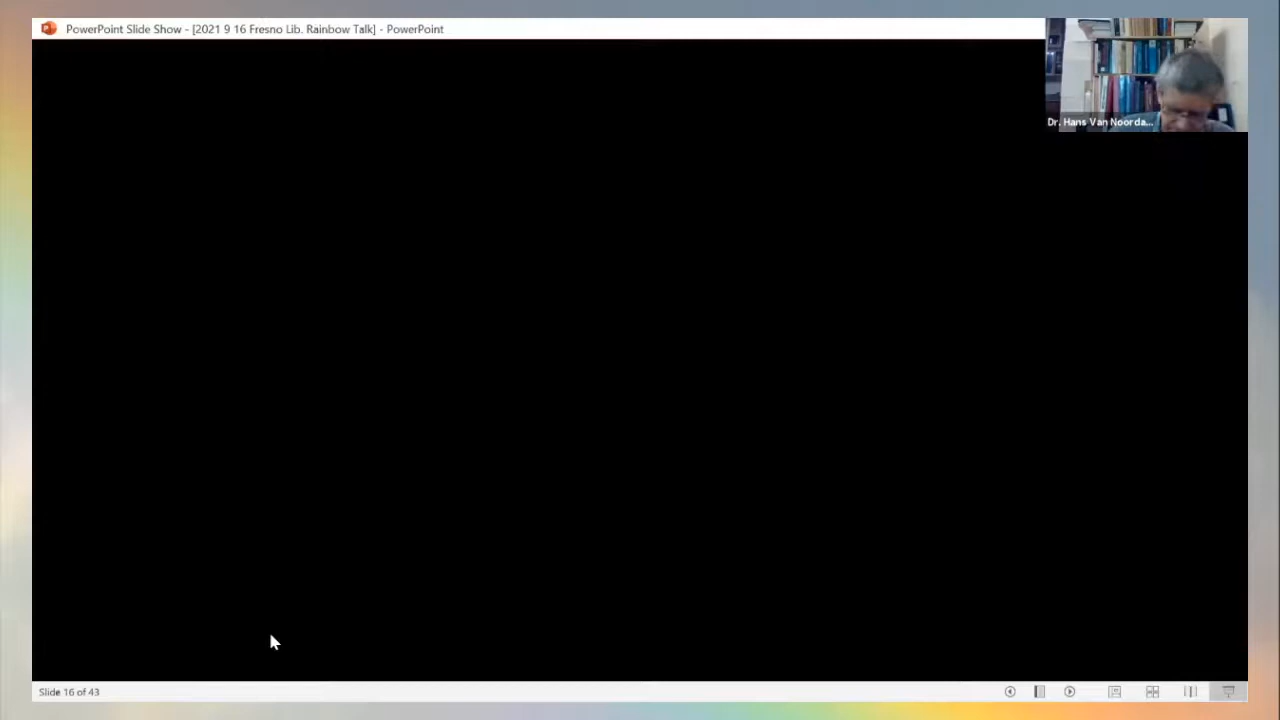 PowerPoint Slide Show - [2021 9 16 Fresno Lib. Rainbow Talk] - PowerPoint
Dr. Hans Van Noorda...
Slide 16 of 43